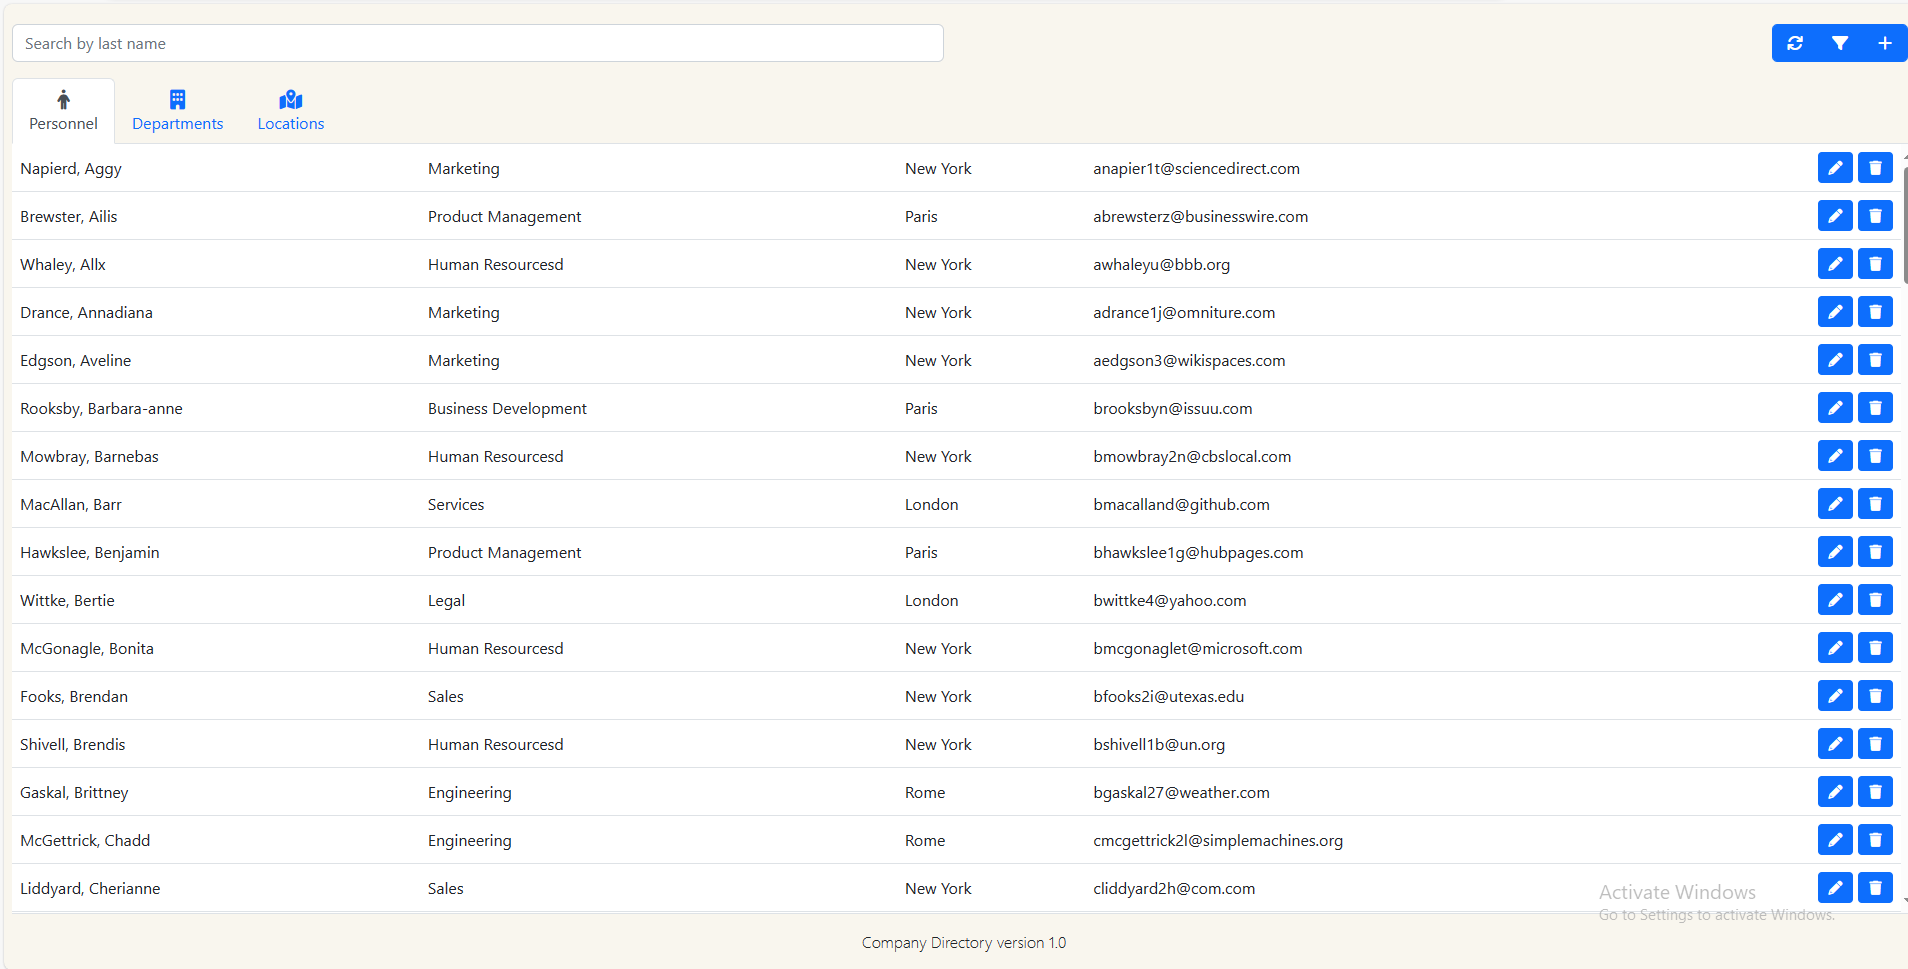 Search by last name
Personnel Departments Locations
Napierd, Aggy Marketing New York anapier1t@sciencedirect.com
Brewster, Ailis Product Management Paris abrewsterz@businesswire.com
Whaley, Allx Human Resourcesd New York awhaleyu@bbb.org
Drance, Annadiana Marketing New York adrance1j@omniture.com
Edgson, Aveline Marketing New York aedgson3@wikispaces.com
Rooksby, Barbara-anne Business Development Paris brooksbyn@issuu.com
Mowbray, Barnebas Human Resourcesd New York bmowbray2n@cbslocal.com
MacAllan, Barr Services London bmacalland@github.com
Hawkslee, Benjamin Product Management Paris bhawkslee1g@hubpages.com
Wittke, Bertie Legal London bwittke4@yahoo.com
McGonagle, Bonita Human Resourcesd New York bmcgonaglet@microsoft.com
Fooks, Brendan Sales New York bfooks2i@utexas.edu
Shivell, Brendis Human Resourcesd New York bshivell1b@un.org
Gaskal, Brittney Engineering Rome bgaskal27@weather.com
McGettrick, Chadd Engineering Rome cmcgettrick2l@simplemachines.org
Liddyard, Cherianne Sales New York cliddyard2h@com.com
Activate Windows
Go to Settings to activate Windows.
Company Directory version 1.0